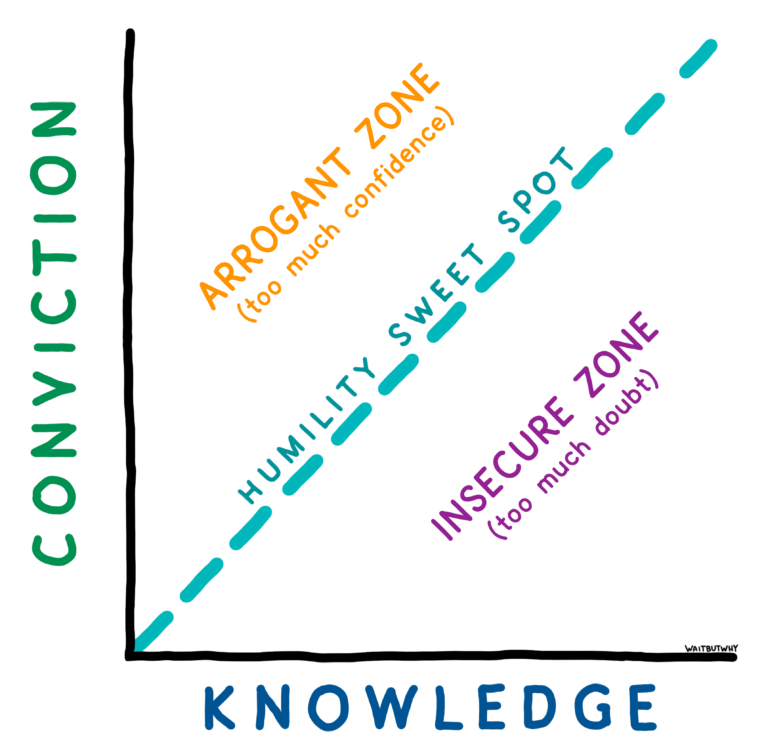 CONVICTION
ARROGANT ZONE
(too much confidence)
HUMILITY SWEET SPOT
INSECURE ZONE
(too much doubt)
WAITBUTWHY
KNOWLEDGE